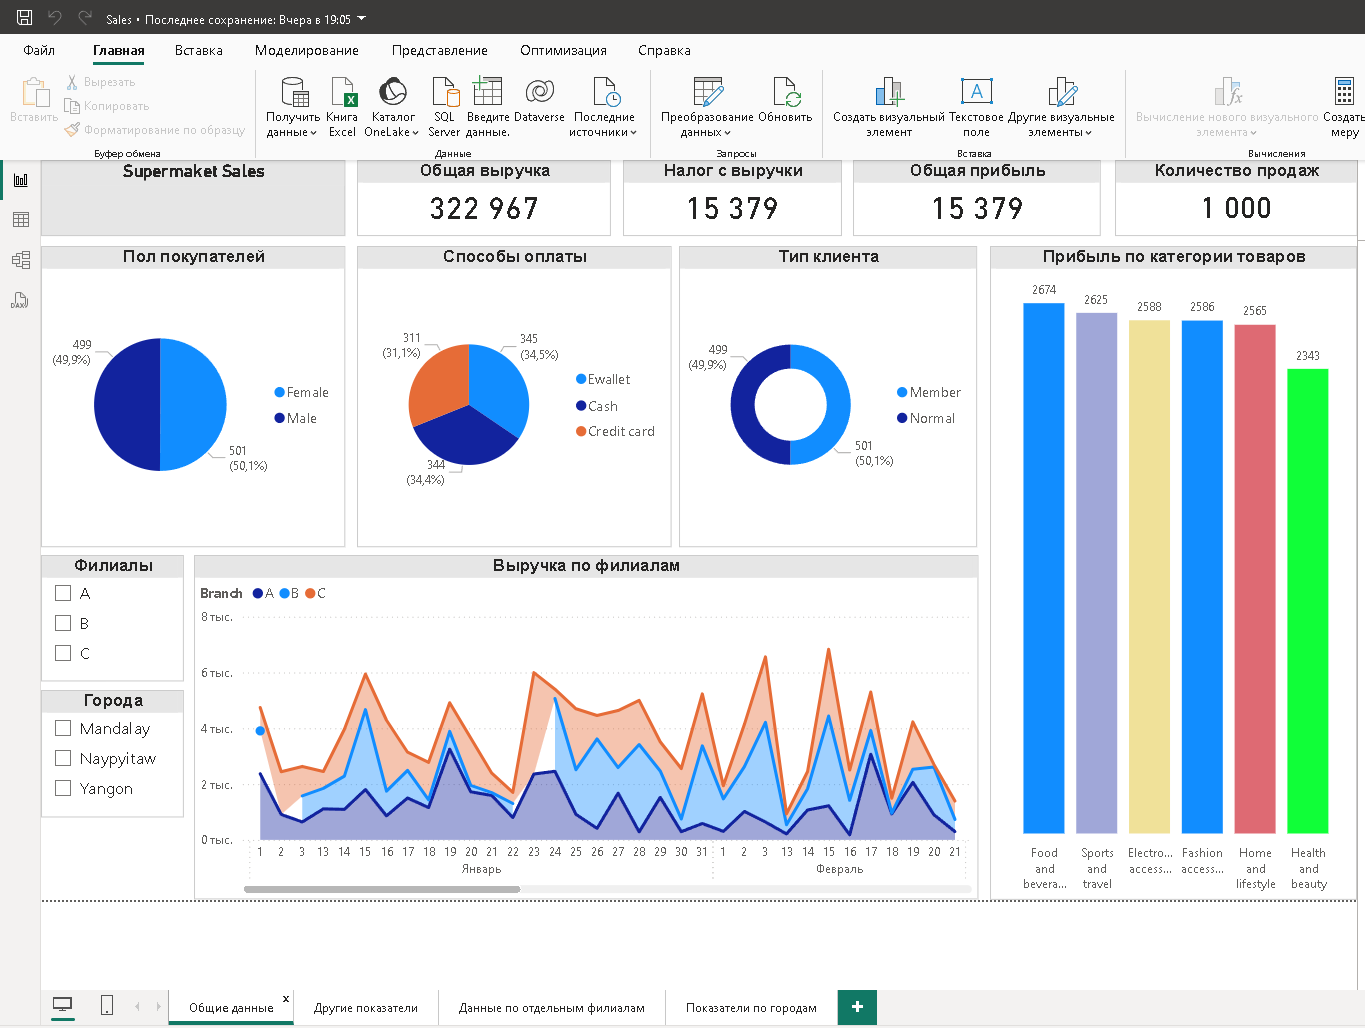 Sales • Последнее сохранение: Вчера в 19:05
Файл Главная Вставка Моделирование Представление Оптимизация Справка
Вставить
Вырезать
Копировать
Форматирование по образцу
Буфер обмена
Получить данные
Книга Excel
Каталог OneLake
SQL Server
Введите данные.
Dataverse
Последние источники
Данные
Преобразование данных
Обновить
Запросы
Создать визуальный элемент
Текстовое поле
Другие визуальные элементы
Вставка
Вычисление нового визуального элемента
Создать меру
Вычисления
Supermaket Sales
Общая выручка
322 967
Налог с выручки
15 379
Общая прибыль
15 379
Количество продаж
1 000
Пол покупателей
499
(49,9%)
501
(50,1%)
Female
Male
Способы оплаты
311
(31,1%)
345
(34,5%)
344
(34,4%)
Ewallet
Cash
Credit card
Тип клиента
499
(49,9%)
501
(50,1%)
Member
Normal
Прибыль по категории товаров
2674 2625 2588 2586 2565 2343
Food and bevera...
Sports and travel
Electro... access...
Fashion access...
Home and lifestyle
Health and beauty
Филиалы
A
B
C
Города
Mandalay
Naypyitaw
Yangon
Выручка по филиалам
Branch A B C
8 тыс.
6 тыс.
4 тыс.
2 тыс.
0 тыс.
1 2 3 13 14 15 16 17 18 19 20 21 22 23 24 25 26 27 28 29 30 31 1 2 3 13 14 15 16 17 18 19 20 21
Январь Февраль
Общие данные x Другие показатели Данные по отдельным филиалам Показатели по городам +